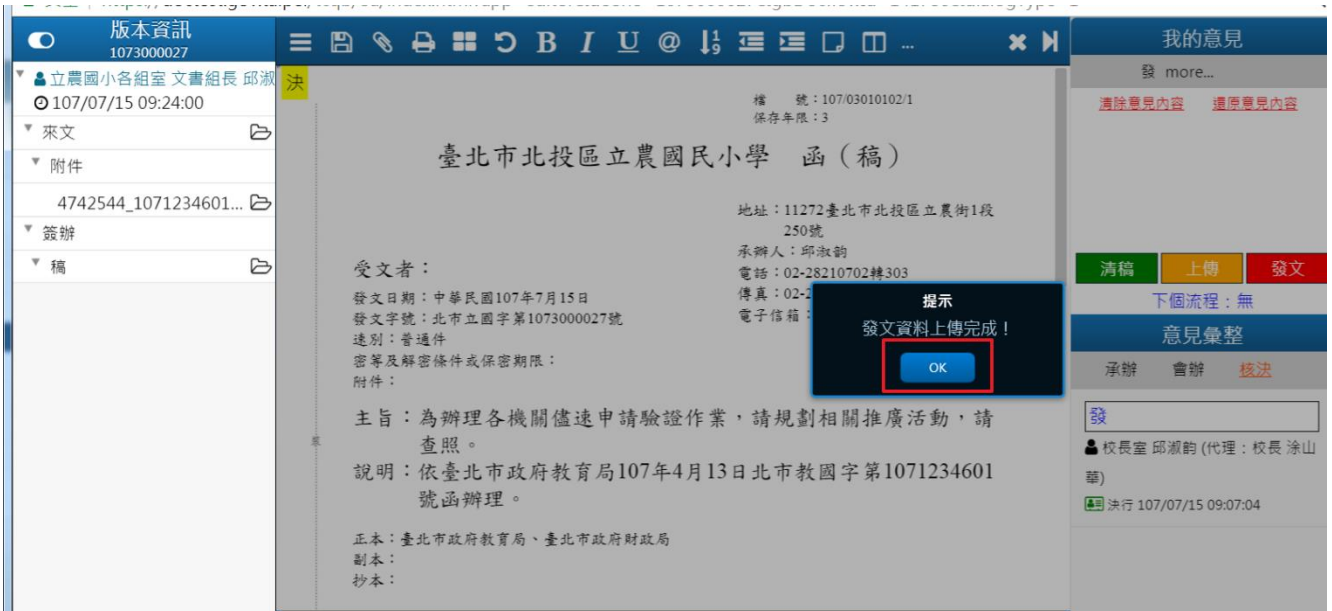 版本資訊
1073000027
立農國小各組室 文書組長 邱淑
107/07/15 09:24:00
來文
附件
4742544_1071234601...
簽辦
稿
B I U @
...
決
檔 號：107/03010102/1
保存年限：3
臺北市北投區立農國民小學 函（稿）
地址：11272臺北市北投區立農街1段
250號
承辦人：邱淑韵
電話：02-28210702轉303
傳真：02-2
電子信箱：
受文者：
發文日期：中華民國107年7月15日
發文字號：北市立國字第1073000027號
速別：普通件
密等及解密條件或保密期限：
附件：
主旨：為辦理各機關儘速申請驗證作業，請規劃相關推廣活動，請
查照。
說明：依臺北市政府教育局107年4月13日北市教國字第1071234601
號函辦理。
正本：臺北市政府教育局、臺北市政府財政局
副本：
抄本：
提示
發文資料上傳完成！
OK
我的意見
發 more...
清除意見內容 還原意見內容
清稿 上傳 發文
下個流程：無
意見彙整
承辦 會辦 核決
發
校長室 邱淑韵 (代理：校長 涂山
華)
決行 107/07/15 09:07:04